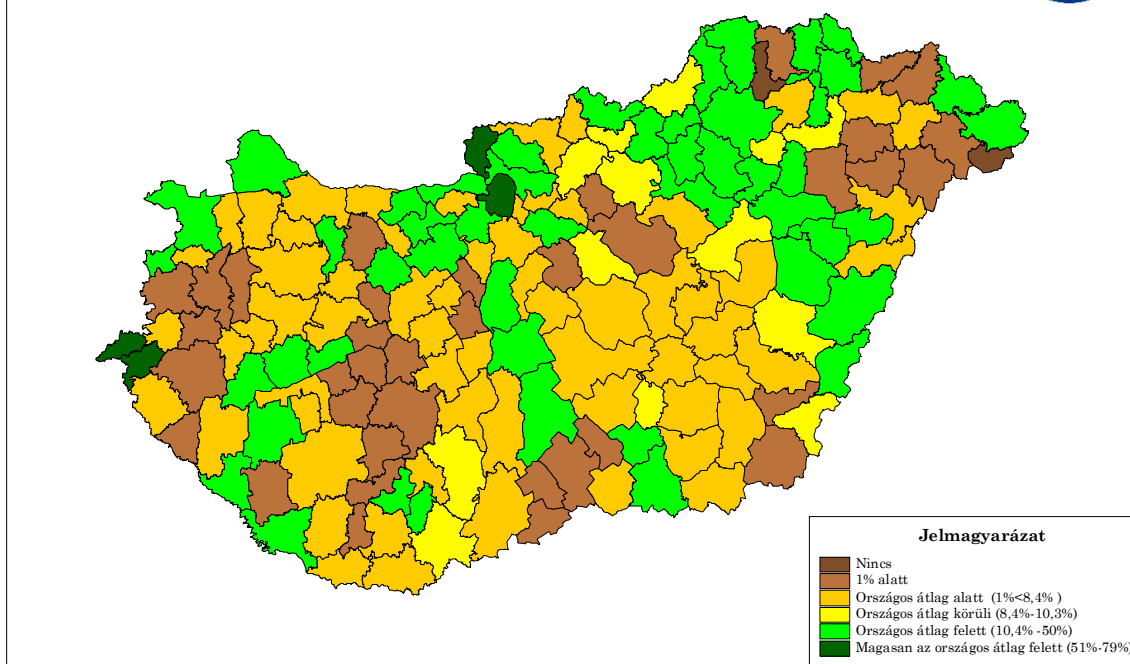 Jelmagyarázat
Nincs
1% alatt
Országos átlag alatt (1%<8,4% )
Országos átlag körüli (8,4%-10,3%)
Országos átlag felett (10,4% -50%)
Magasan az országos átlag felett (51%-79%)